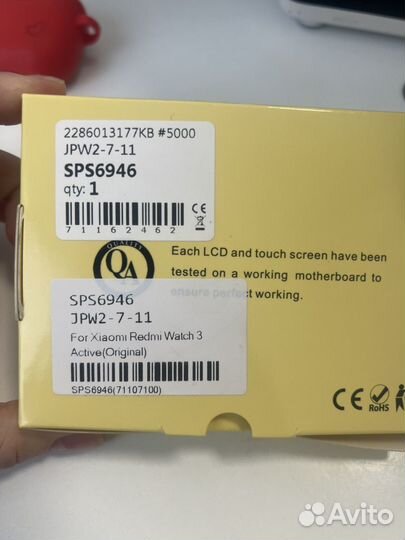 2286013177KB #5000
JPW2-7-11
SPS6946
qty: 1
71162462
CE
QUALITY
QA
Each LCD and touch screen have been
tested on a working motherboard to
ensure perfect working.
SPS6946
JPW2-7-11
For Xiaomi Redmi Watch 3
Active(Original)
SPS6946(71107100)
CE
RoHS
Avito